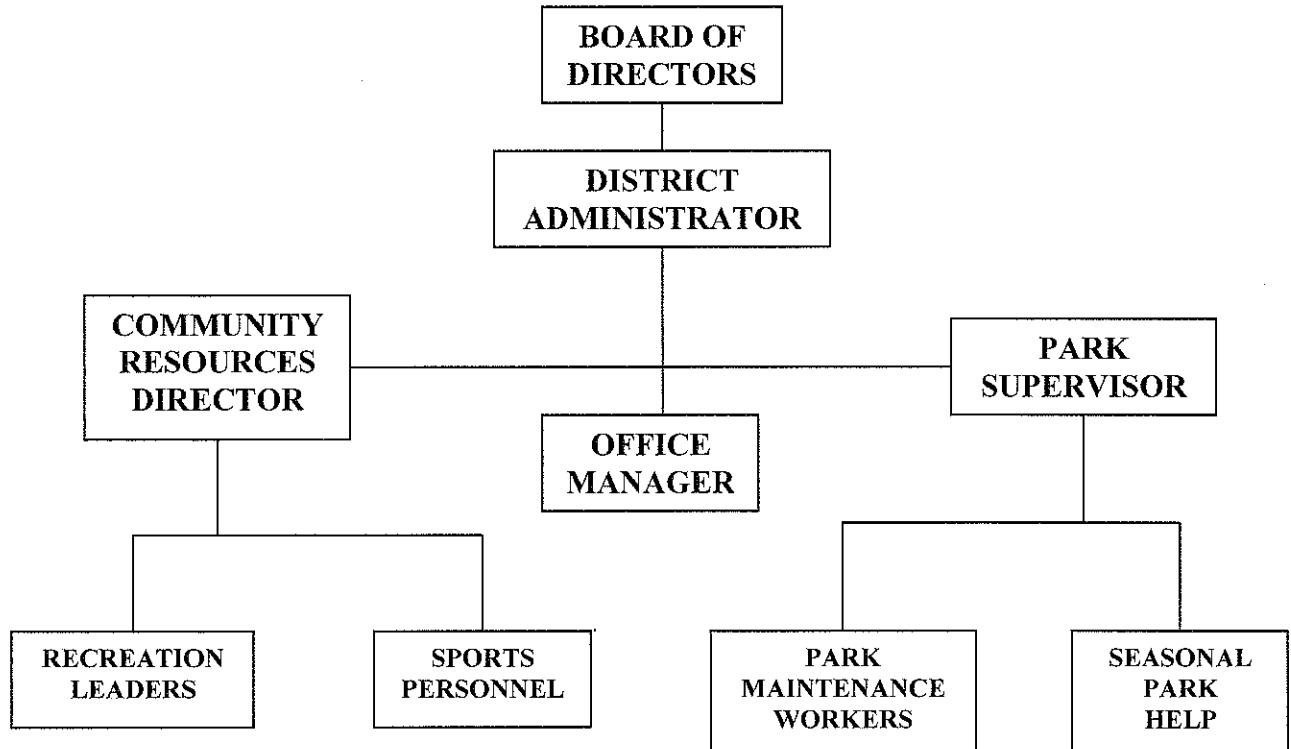 BOARD OF
DIRECTORS
DISTRICT
ADMINISTRATOR
COMMUNITY
RESOURCES
DIRECTOR
PARK
SUPERVISOR
OFFICE
MANAGER
RECREATION
LEADERS
SPORTS
PERSONNEL
PARK
MAINTENANCE
WORKERS
SEASONAL
PARK
HELP